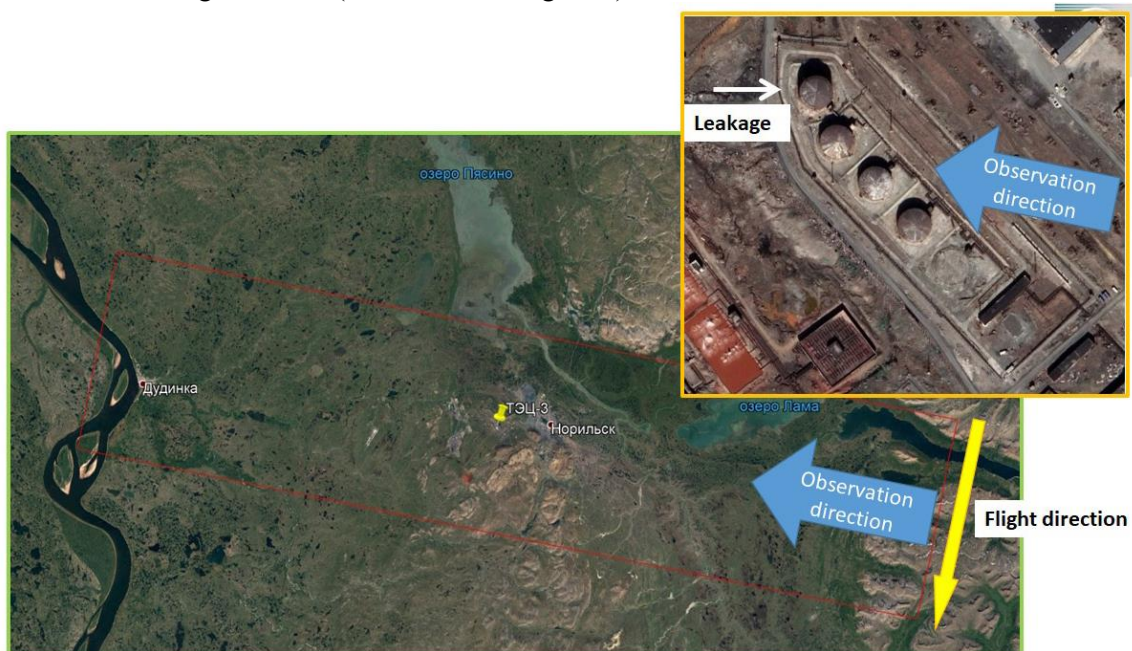 Leakage
Observation
direction
озеро Пясино
Дудинка
ТЭЦ-3
Норильск
озеро Лама
Observation
direction
Flight direction